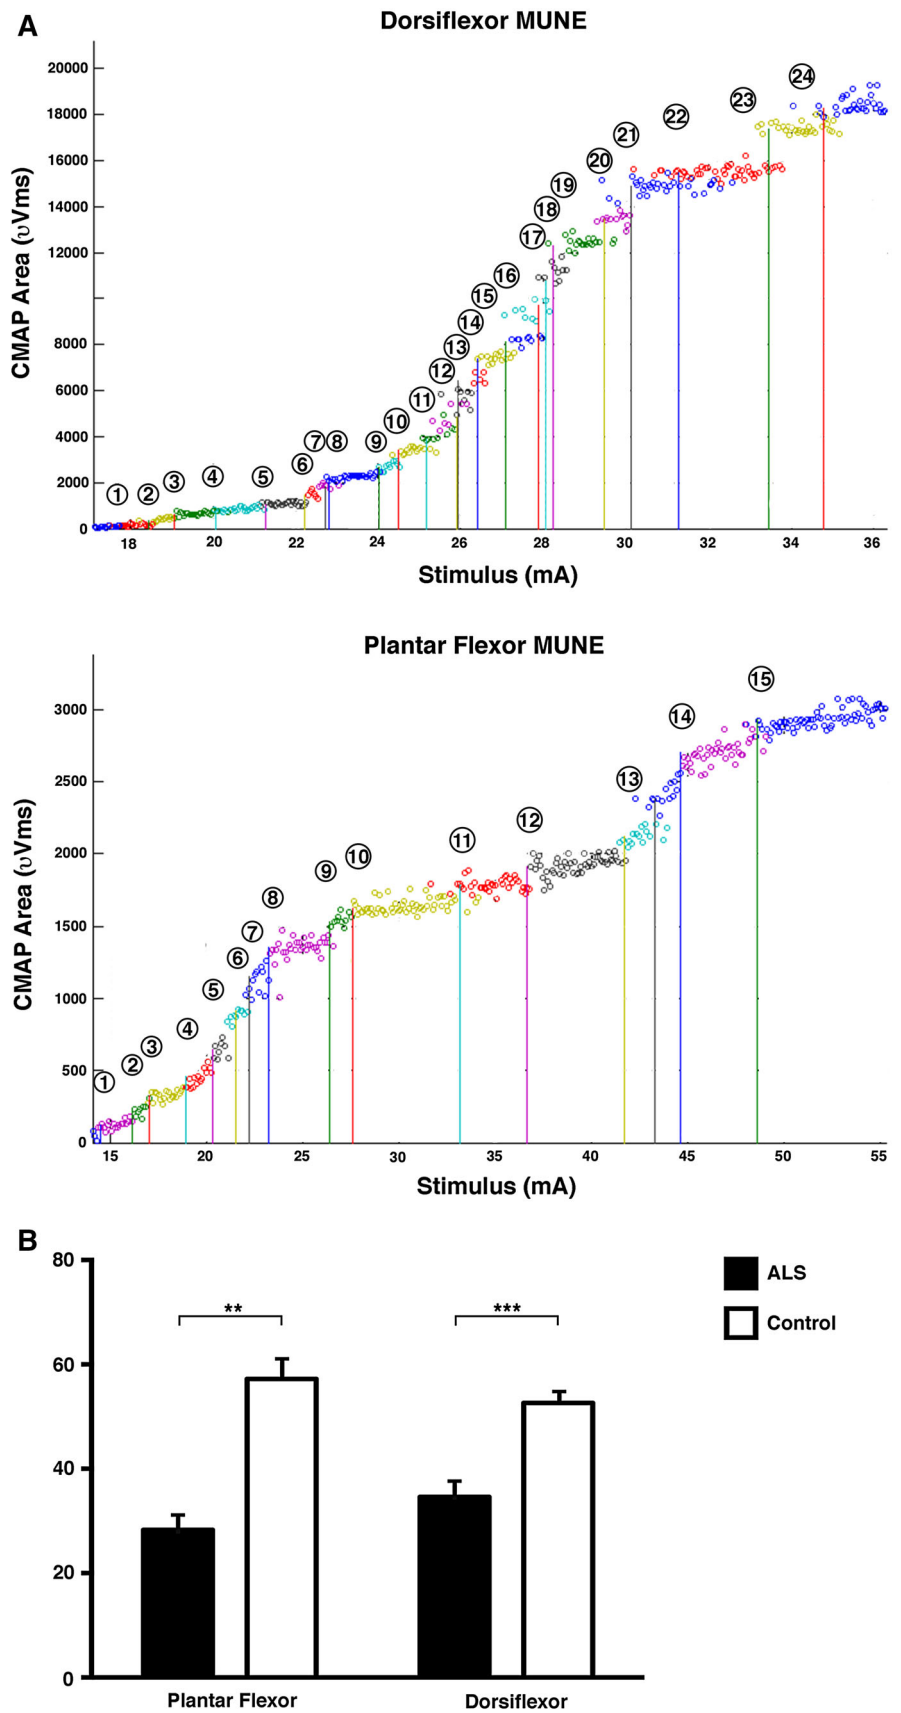 A
Dorsiflexor MUNE
CMAP Area (υVms)
20000
18000
16000
14000
12000
8000
6000
4000
2000
0
1 2 3 4 5 6 7 8 9 10 11 12 13 14 15 16 17 18 19 20 21 22 23 24
18 20 22 24 26 28 30 32 34 36
Stimulus (mA)
Plantar Flexor MUNE
CMAP Area (υVms)
3000
2500
2000
1500
1000
500
0
1 2 3 4 5 6 7 8 9 10 11 12 13 14 15
15 20 25 30 35 40 45 50 55
Stimulus (mA)
B
80
60
40
20
0
** ***
ALS
Control
Plantar Flexor Dorsiflexor